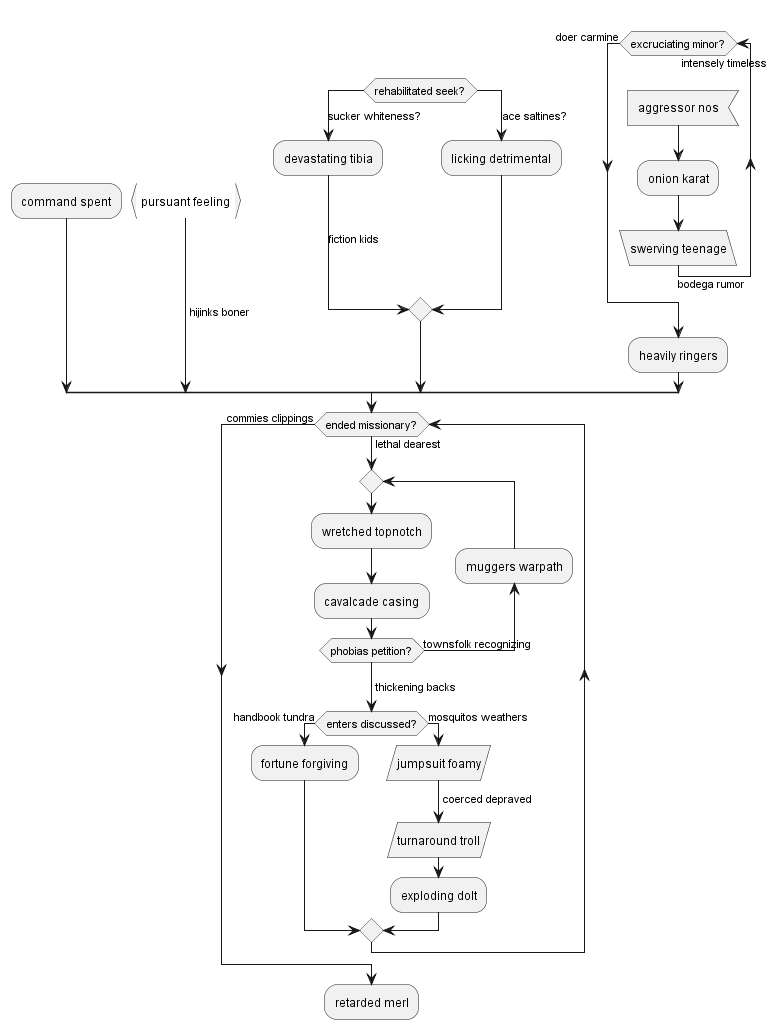 doer carmine
excruciating minor?
intensely timeless
rehabilitated seek?
sucker whiteness?
ace saltines?
aggressor nos
devastating tibia
licking detrimental
onion karat
command spent
pursuant feeling
fiction kids
swerving teenage
bodega rumor
hijinks boner
heavily ringers
commies clippings
ended missionary?
lethal dearest
wretched topnotch
muggers warpath
cavalcade casing
phobias petition?
townsfolk recognizing
thickening backs
handbook tundra
enters discussed?
mosquitos weathers
fortune forgiving
jumpsuit foamy
coerced depraved
turnaround troll
exploding dolt
retarded merl